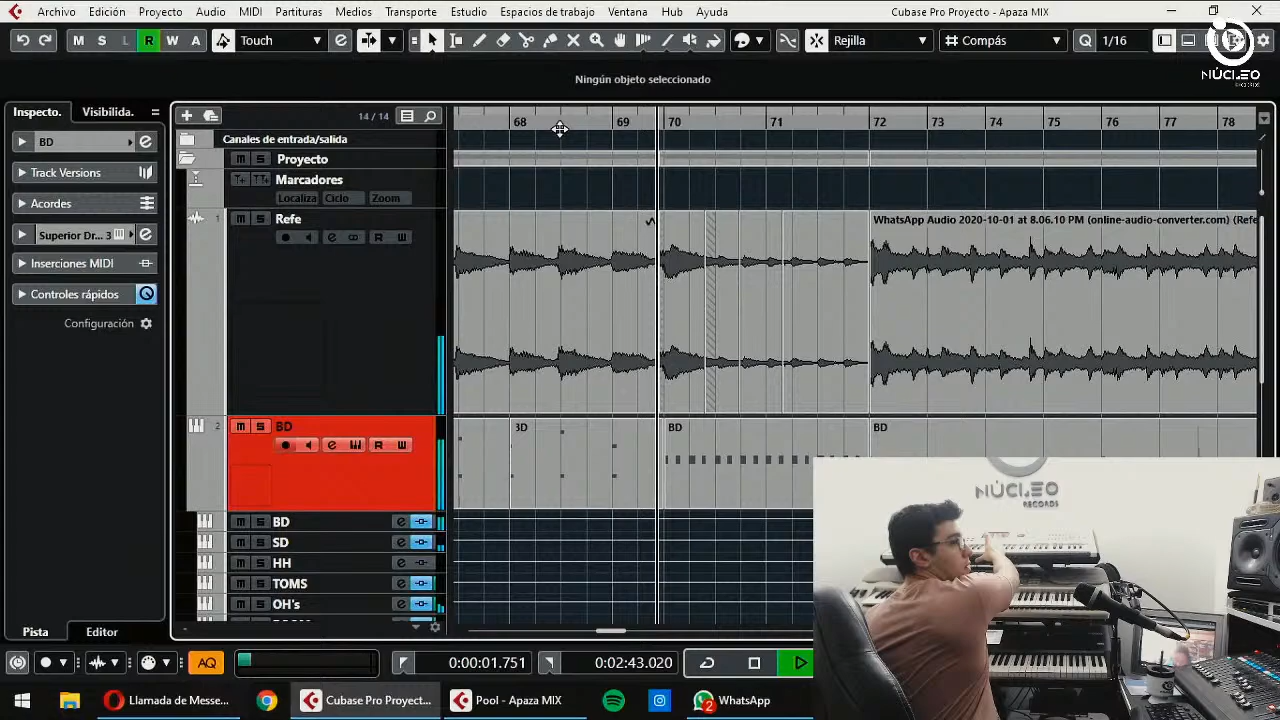 Archivo Edición Proyecto Audio MIDI Partituras Medios Transporte Estudio Espacios de trabajo Ventana Hub Ayuda Cubase Pro Proyecto - Apaza MIX
M S L R W A Touch e Rejilla Compás Q 1/16
NÚCLEO
RECORDS
Ningún objeto seleccionado
Inspecto. Visibilida. 14 / 14 68 69 70 71 72 73 74 75 76 77 78
BD e
Canales de entrada/salida
M S Proyecto
Track Versions
Marcadores
Localiza Ciclo Zoom
Acordes
1 M S Refe
WhatsApp Audio 2020-10-01 at 8.06.10 PM (online-audio-converter.com) (Refe
Superior Dr... 3 e
e R W
Inserciones MIDI
Controles rápidos
Configuración
2 M S BD
3D BD BD
e R W
NÚCLEO
RECORDS
M S BD e
M S SD e
M S HH e
M S TOMS e
M S OH's e
Pista Editor
AQ 0:00:01.751 0:02:43.020
Llamada de Messe... Cubase Pro Proyect... Pool - Apaza MIX 2 WhatsApp